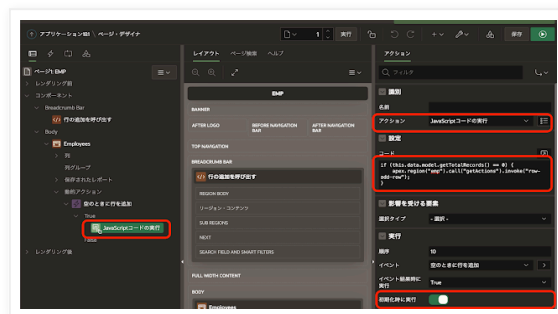 アプリケーション101 \ ページ・デザイナ
1
実行
保存
ページ1: EMP
レンダリング前
コンポーネント
Breadcrumb Bar
行の追加を呼び出す
Body
Employees
列
列グループ
保存されたレポート
動的アクション
空のときに行を追加
True
JavaScriptコードの実行
False
レンダリング後
レイアウト
ページ検索
ヘルプ
EMP
BANNER
AFTER LOGO
BEFORE NAVIGATION BAR
AFTER NAVIGATION BAR
TOP NAVIGATION
BREADCRUMB BAR
行の追加を呼び出す
REGION BODY
リージョン・コンテンツ
SUB REGIONS
NEXT
SEARCH FIELD AND SMART FILTERS
FULL WIDTH CONTENT
BODY
Employees
アクション
フィルタ
識別
名前
アクション
JavaScriptコードの実行
設定
コード
if (this.data.model.getTotalRecords() == 0) {
apex.region("emp").call("getActions").invoke("row-
add-row");
}
影響を受ける要素
選択タイプ
- 選択 -
実行
順序
10
イベント
空のときに行を追加
イベント結果時に
実行
True
初期化時に実行